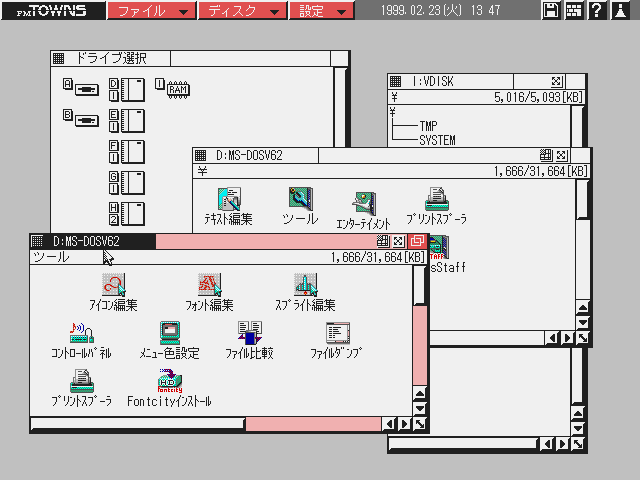 FMTOWNS ファイル ディスク 設定 1999.02.23(火) 13 47
ドライブ選択
A D 1 I RAM
B E 1
F 1
G 1
H 2
I:VDISK
¥ 5,016/5,093[KB]
¥
TMP
SYSTEM
D:MS-DOSV62
¥ 1,666/31,664[KB]
テキスト編集 ツール エンターテイメント プリントスプーラ
sStaff
D:MS-DOSV62
ツール 1,666/31,664[KB]
アイコン編集 フォント編集 スプライト編集
コントロールパネル メニュー色設定 ファイル比較 ファイルダンプ
プリントスプーラ Fontcityインストール